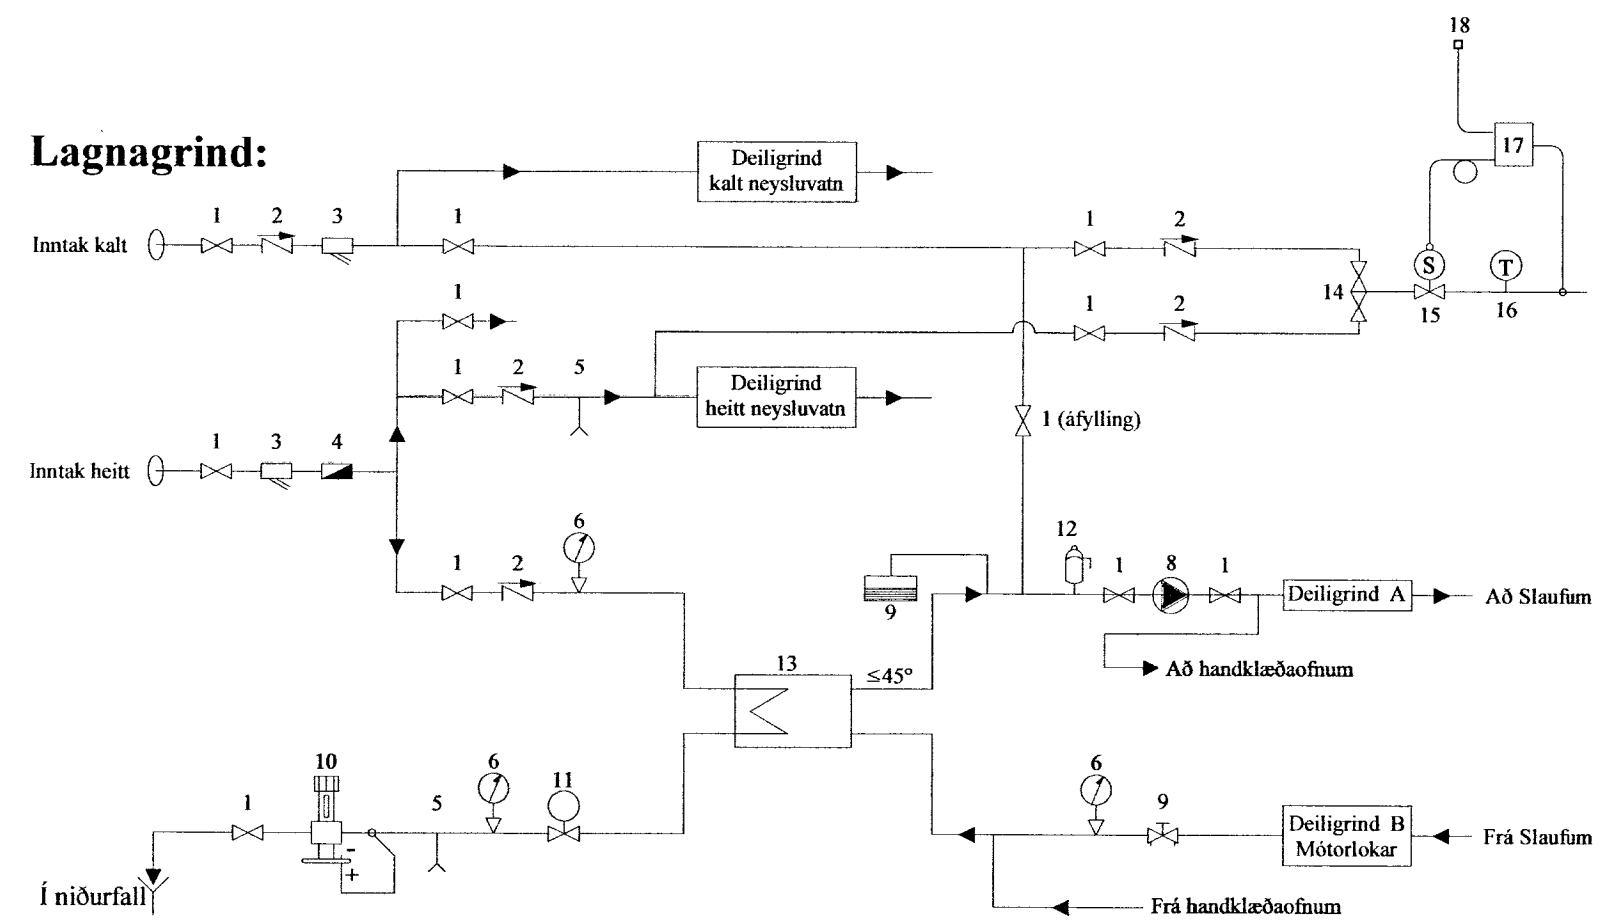 18
Lagnagrind:
Deiligrind
kalt neysluvatn
17
Inntak kalt
1
2
3
1
1
2
S
T
14
15
16
1
1
2
5
Deiligrind
heitt neysluvatn
1
2
1 (áfylling)
Inntak heitt
1
3
4
6
1
2
9
12
1
8
1
Deiligrind A
Að Slaufum
Að handklæðaofnum
13
≤45°
10
1
5
6
11
6
9
Deiligrind B
Mótorlokar
Frá Slaufum
-
+
Í niðurfall
Frá handklæðaofnum